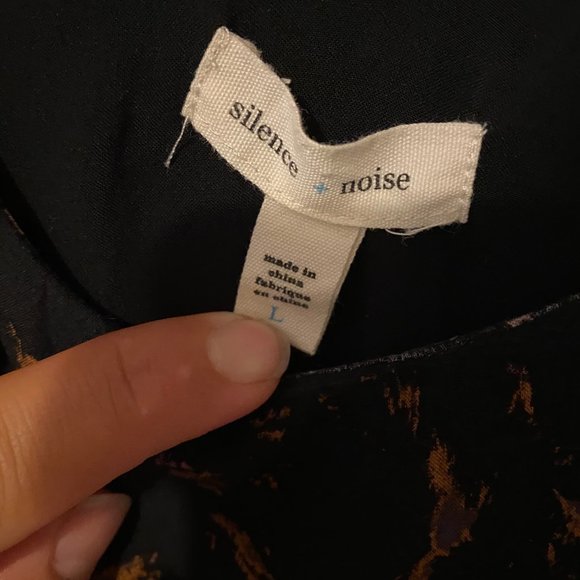 silence + noise
made in
china
fabriqué
en chine
L